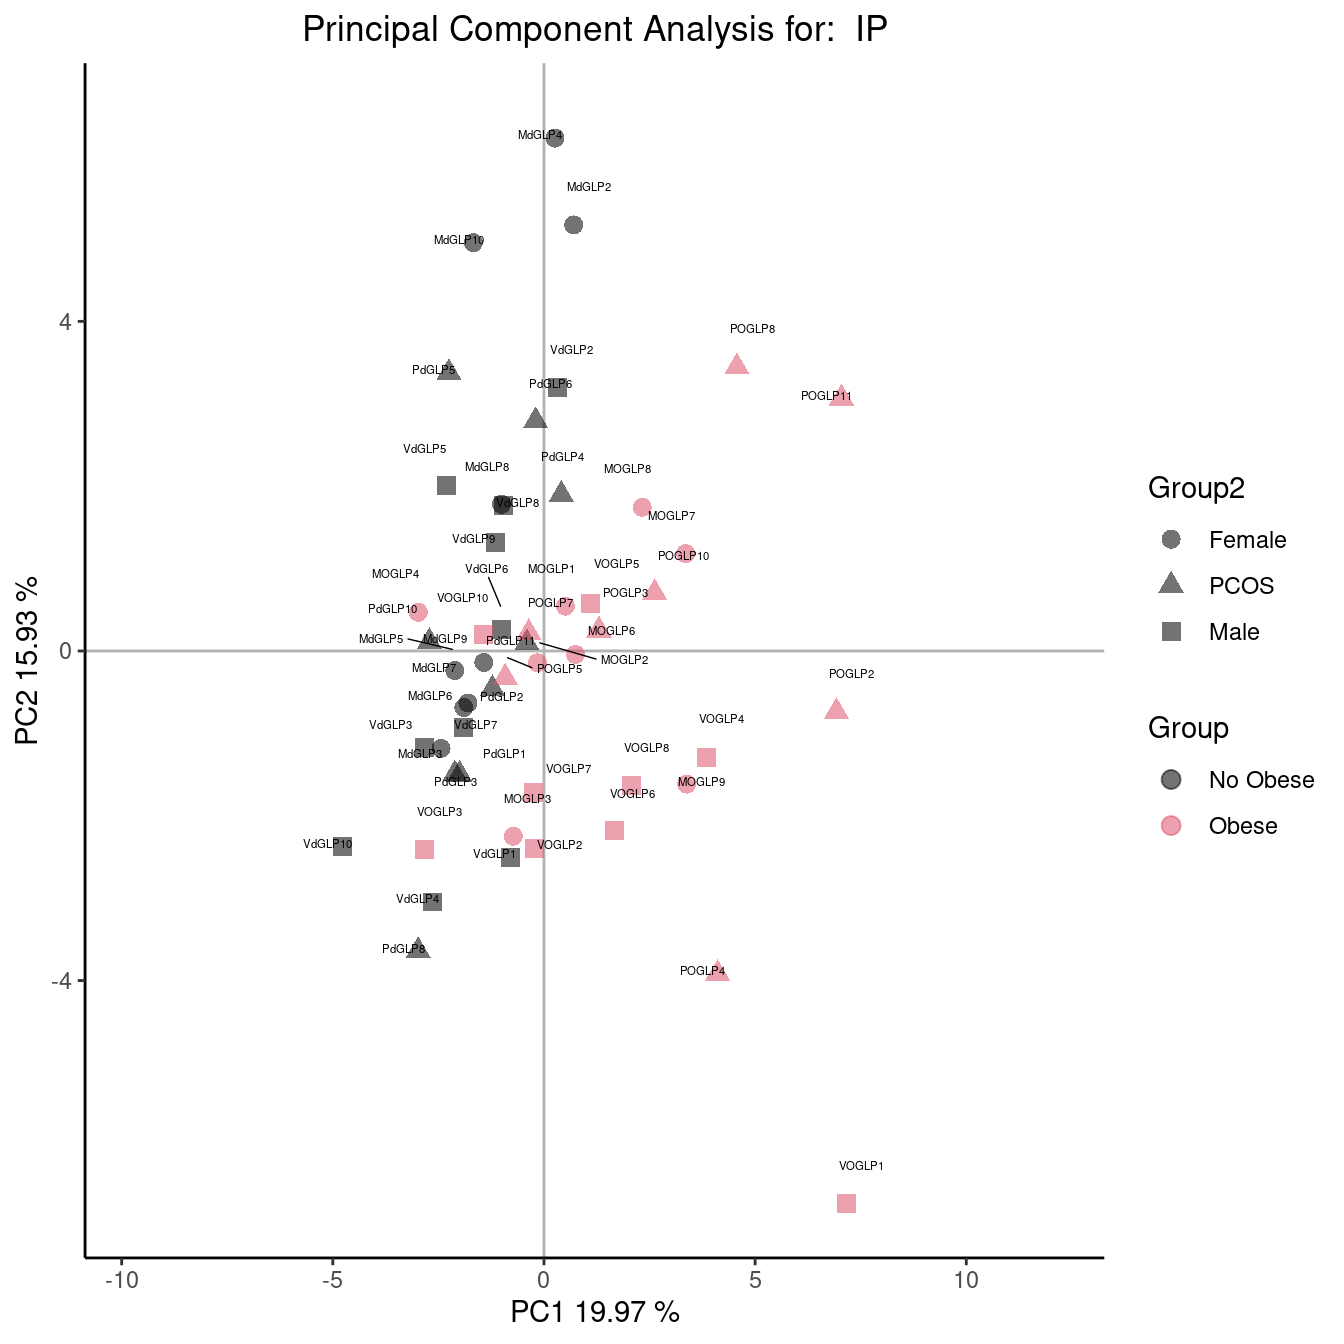 Principal Component Analysis for:  IP
MdGLP4
MdGLP2
MdGLP10
4
POGLP8
VdGLP2
PdGLP5
PdGLP6
POGLP11
VdGLP5
PdGLP4
MdGLP8
MOGLP8
VdGLP8
MOGLP7
VdGLP9
POGLP10
VOGLP5
VdGLP6
MOGLP1
MOGLP4
POGLP3
VOGLP10
POGLP7
PdGLP10
MOGLP6
MdGLP5
MdGLP9
PdGLP11
0
MOGLP2
MdGLP7
POGLP5
POGLP2
MdGLP6
PdGLP2
VOGLP4
VdGLP3
VdGLP7
VOGLP8
MdGLP3
PdGLP1
VOGLP7
PdGLP3
MOGLP9
VOGLP6
MOGLP3
VOGLP3
VdGLP10
VOGLP2
VdGLP1
VdGLP4
PdGLP8
POGLP4
-4
VOGLP1
-10
-5
0
5
10
PC1 19.97 %
PC2 15.93 %
Group2
Female
PCOS
Male
Group
No Obese
Obese